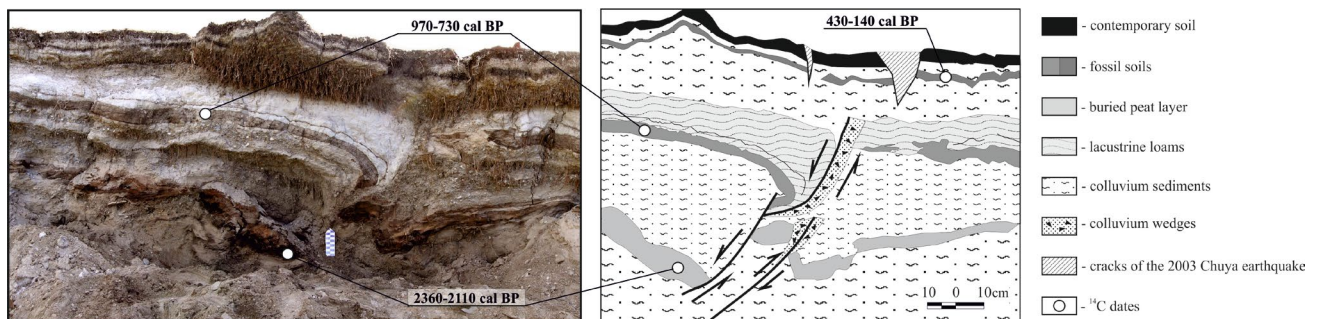 970-730 cal BP
430-140 cal BP
2360-2110 cal BP
10 0 10cm
- contemporary soil
- fossil soils
- buried peat layer
- lacustrine loams
- colluvium sediments
- colluvium wedges
- cracks of the 2003 Chuya earthquake
- ¹⁴C dates